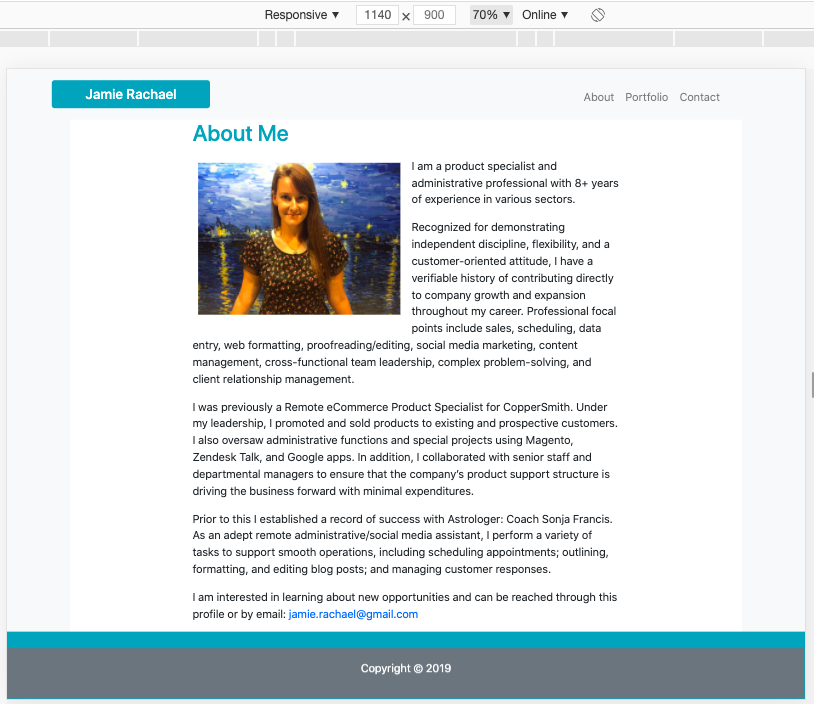 Responsive ▼ 1140 × 900 70% ▼ Online ▼
Jamie Rachael
About Portfolio Contact
About Me
I am a product specialist and
administrative professional with 8+ years
of experience in various sectors.
Recognized for demonstrating
independent discipline, flexibility, and a
customer-oriented attitude, I have a
verifiable history of contributing directly
to company growth and expansion
throughout my career. Professional focal
points include sales, scheduling, data
entry, web formatting, proofreading/editing, social media marketing, content
management, cross-functional team leadership, complex problem-solving, and
client relationship management.
I was previously a Remote eCommerce Product Specialist for CopperSmith. Under
my leadership, I promoted and sold products to existing and prospective customers.
I also oversaw administrative functions and special projects using Magento,
Zendesk Talk, and Google apps. In addition, I collaborated with senior staff and
departmental managers to ensure that the company's product support structure is
driving the business forward with minimal expenditures.
Prior to this I established a record of success with Astrologer: Coach Sonja Francis.
As an adept remote administrative/social media assistant, I perform a variety of
tasks to support smooth operations, including scheduling appointments; outlining,
formatting, and editing blog posts; and managing customer responses.
I am interested in learning about new opportunities and can be reached through this
profile or by email: jamie.rachael@gmail.com
Copyright © 2019